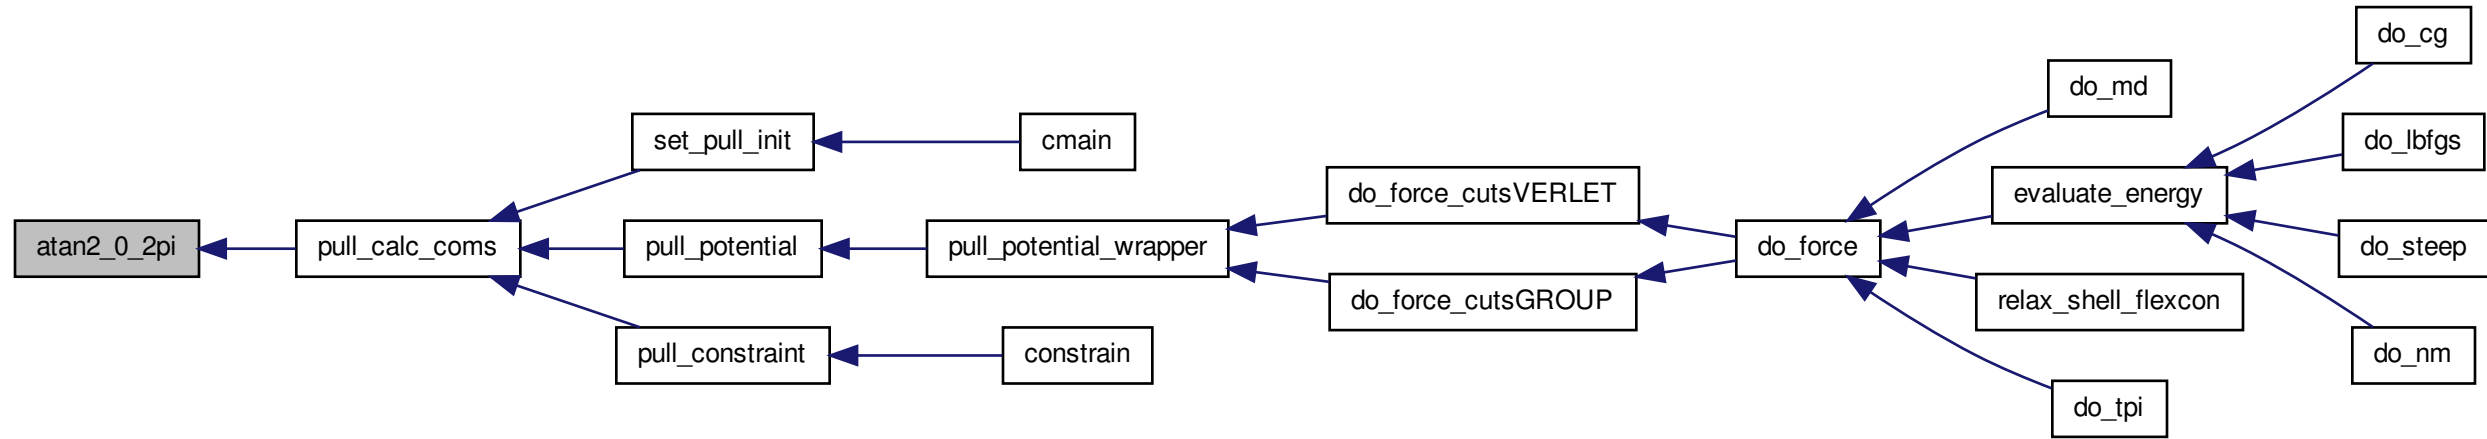 atan2_0_2pi
pull_calc_coms
set_pull_init
cmain
pull_potential
pull_potential_wrapper
do_force_cutsVERLET
do_force
do_md
evaluate_energy
do_cg
do_lbfgs
do_steep
do_nm
relax_shell_flexcon
do_tpi
do_force_cutsGROUP
pull_constraint
constrain